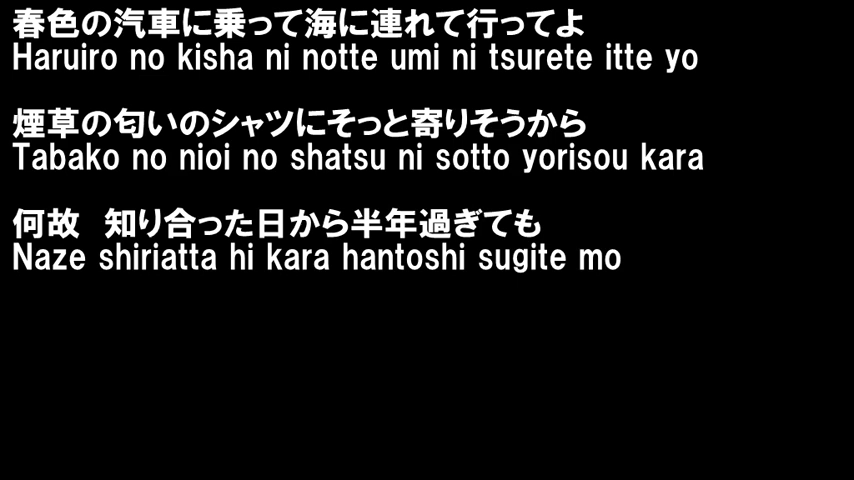 春色の汽車に乗って海に連れて行ってよ
Haruiro no kisha ni notte umi ni tsurete itte yo
煙草の匂いのシャツにそっと寄りそうから
Tabako no nioi no shatsu ni sotto yorisou kara
何故　知り合った日から半年過ぎても
Naze shiriatta hi kara hantoshi sugite mo